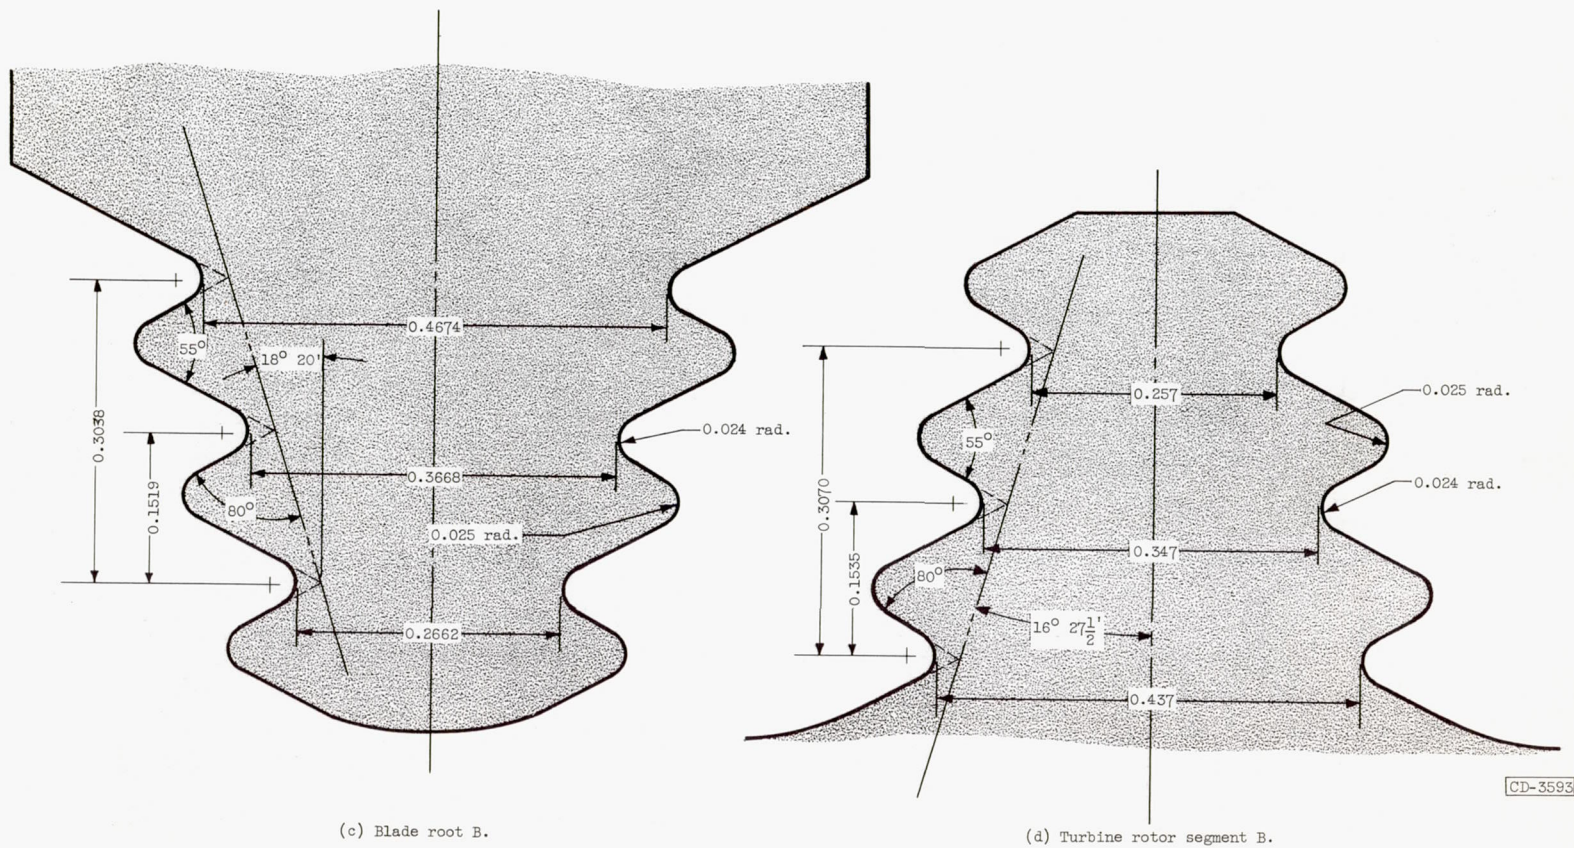 0.4674
55°
18° 20'
0.3038
0.024 rad.
0.3668
0.1519
80°
0.025 rad.
0.2662
(c) Blade root B.
0.257
0.025 rad.
55°
0.024 rad.
0.3070
0.347
80°
0.1535
16° 27 1/2'
0.437
CD-3593
(d) Turbine rotor segment B.